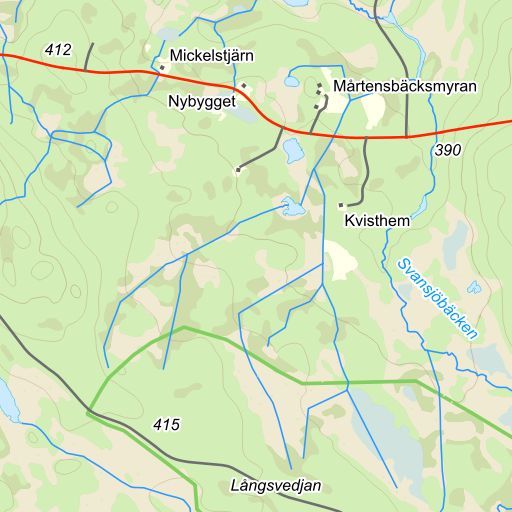 412
Mickelstjärn
Mårtensbäcksmyran
Nybygget
390
Kvisthem
Svansjöbäcken
415
Långsvedjan